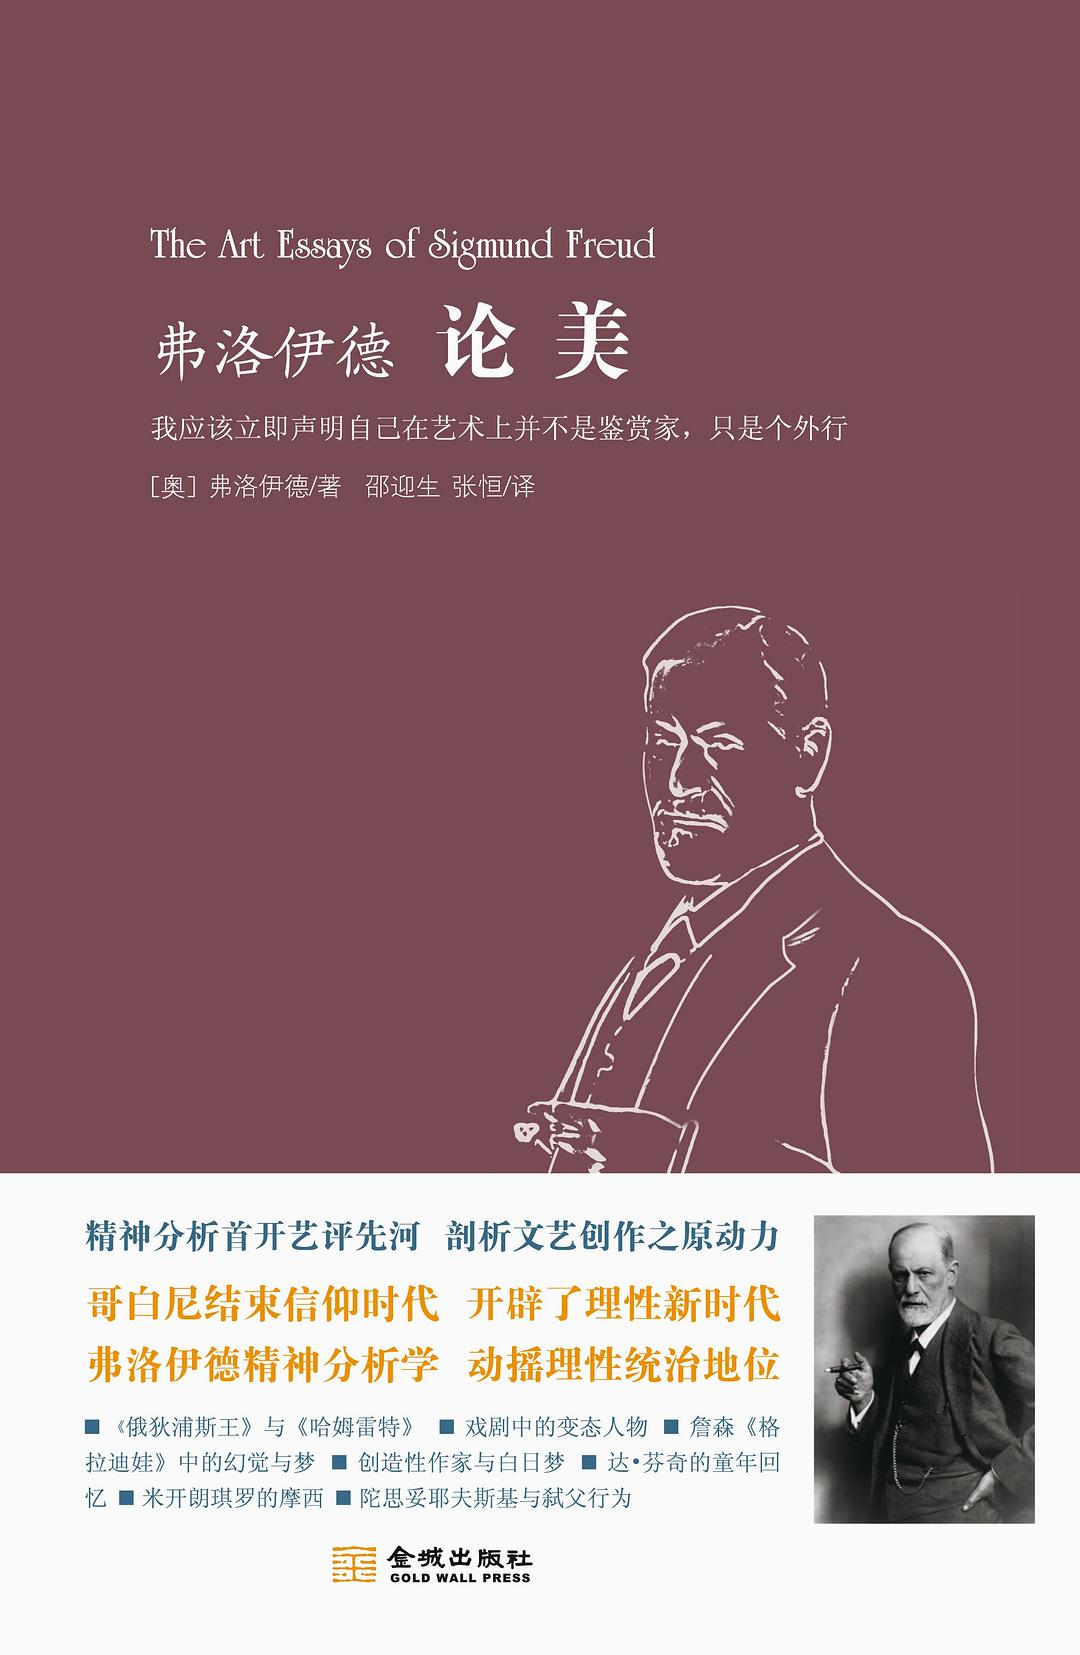 The Art Essays of Sigmund Freud
弗洛伊德 论 美
我应该立即声明自己在艺术上并不是鉴赏家，只是个外行
[奥] 弗洛伊德/著 邵迎生 张恒/译
精神分析首开艺评先河 剖析文艺创作之原动力
哥白尼结束信仰时代 开辟了理性新时代
弗洛伊德精神分析学 动摇理性统治地位
■《俄狄浦斯王》与《哈姆雷特》 ■ 戏剧中的变态人物 ■ 詹森《格
拉迪娃》中的幻觉与梦 ■ 创造性作家与白日梦 ■ 达•芬奇的童年回
忆 ■ 米开朗琪罗的摩西 ■ 陀思妥耶夫斯基与弑父行为
金城出版社
GOLD WALL PRESS